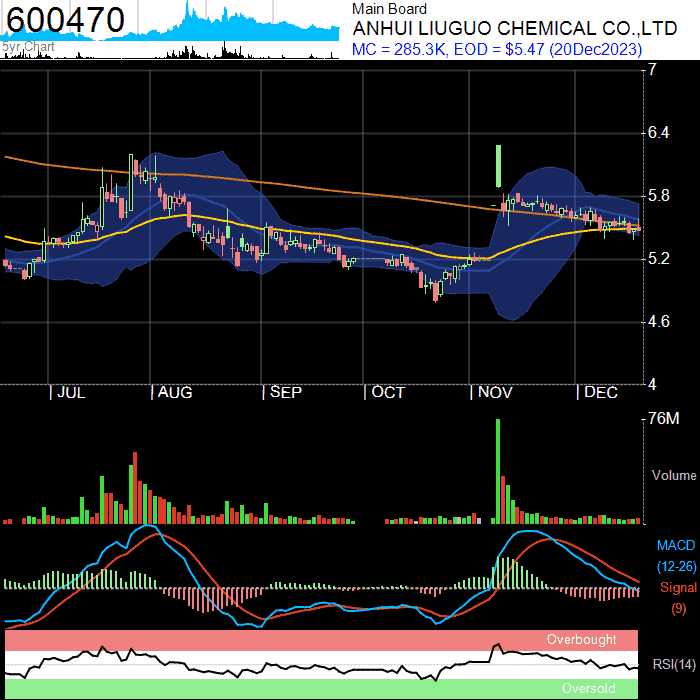 600470
5yr Chart
Main Board
ANHUI LIUGUO CHEMICAL CO.,LTD
MC = 285.3K, EOD = $5.47 (20Dec2023)
7
6.4
5.8
5.2
4.6
4
JUL AUG SEP OCT NOV DEC
76M
Volume
MACD
(12-26)
Signal
(9)
Overbought
RSI(14)
Oversold